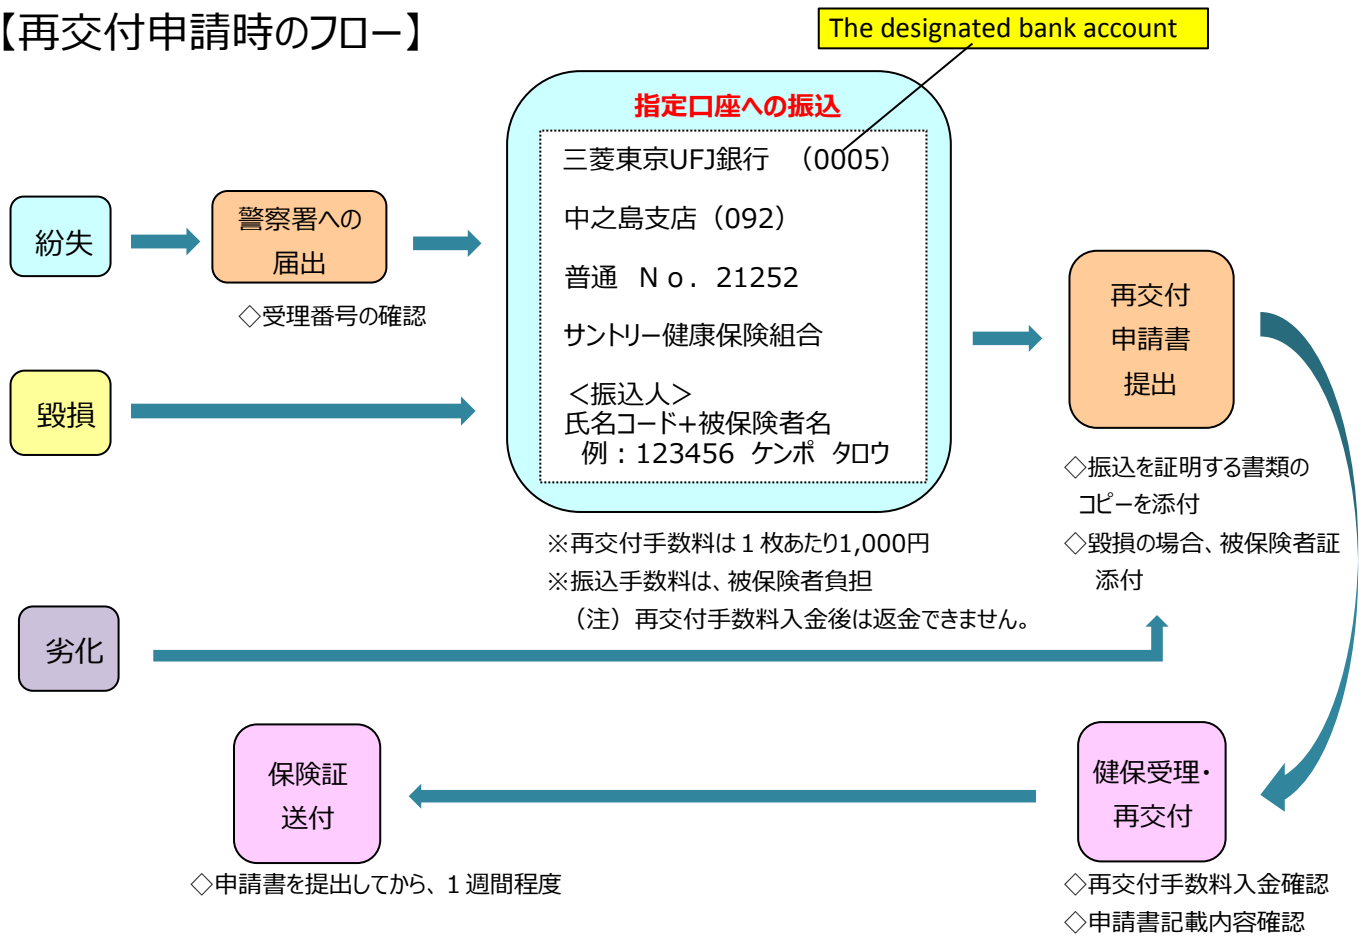 【再交付申請時のフロー】
The designated bank account
指定口座への振込
三菱東京UFJ銀行 （0005）
中之島支店（092）
普通 Ｎｏ．21252
サントリー健康保険組合
＜振込人＞
氏名コード+被保険者名
例：123456 ケンポ タロウ
紛失
警察署への
届出
◇受理番号の確認
毀損
再交付
申請書
提出
◇振込を証明する書類の
コピーを添付
◇毀損の場合、被保険者証
添付
※再交付手数料は１枚あたり1,000円
※振込手数料は、被保険者負担
（注）再交付手数料入金後は返金できません。
劣化
保険証
送付
◇申請書を提出してから、１週間程度
健保受理・
再交付
◇再交付手数料入金確認
◇申請書記載内容確認